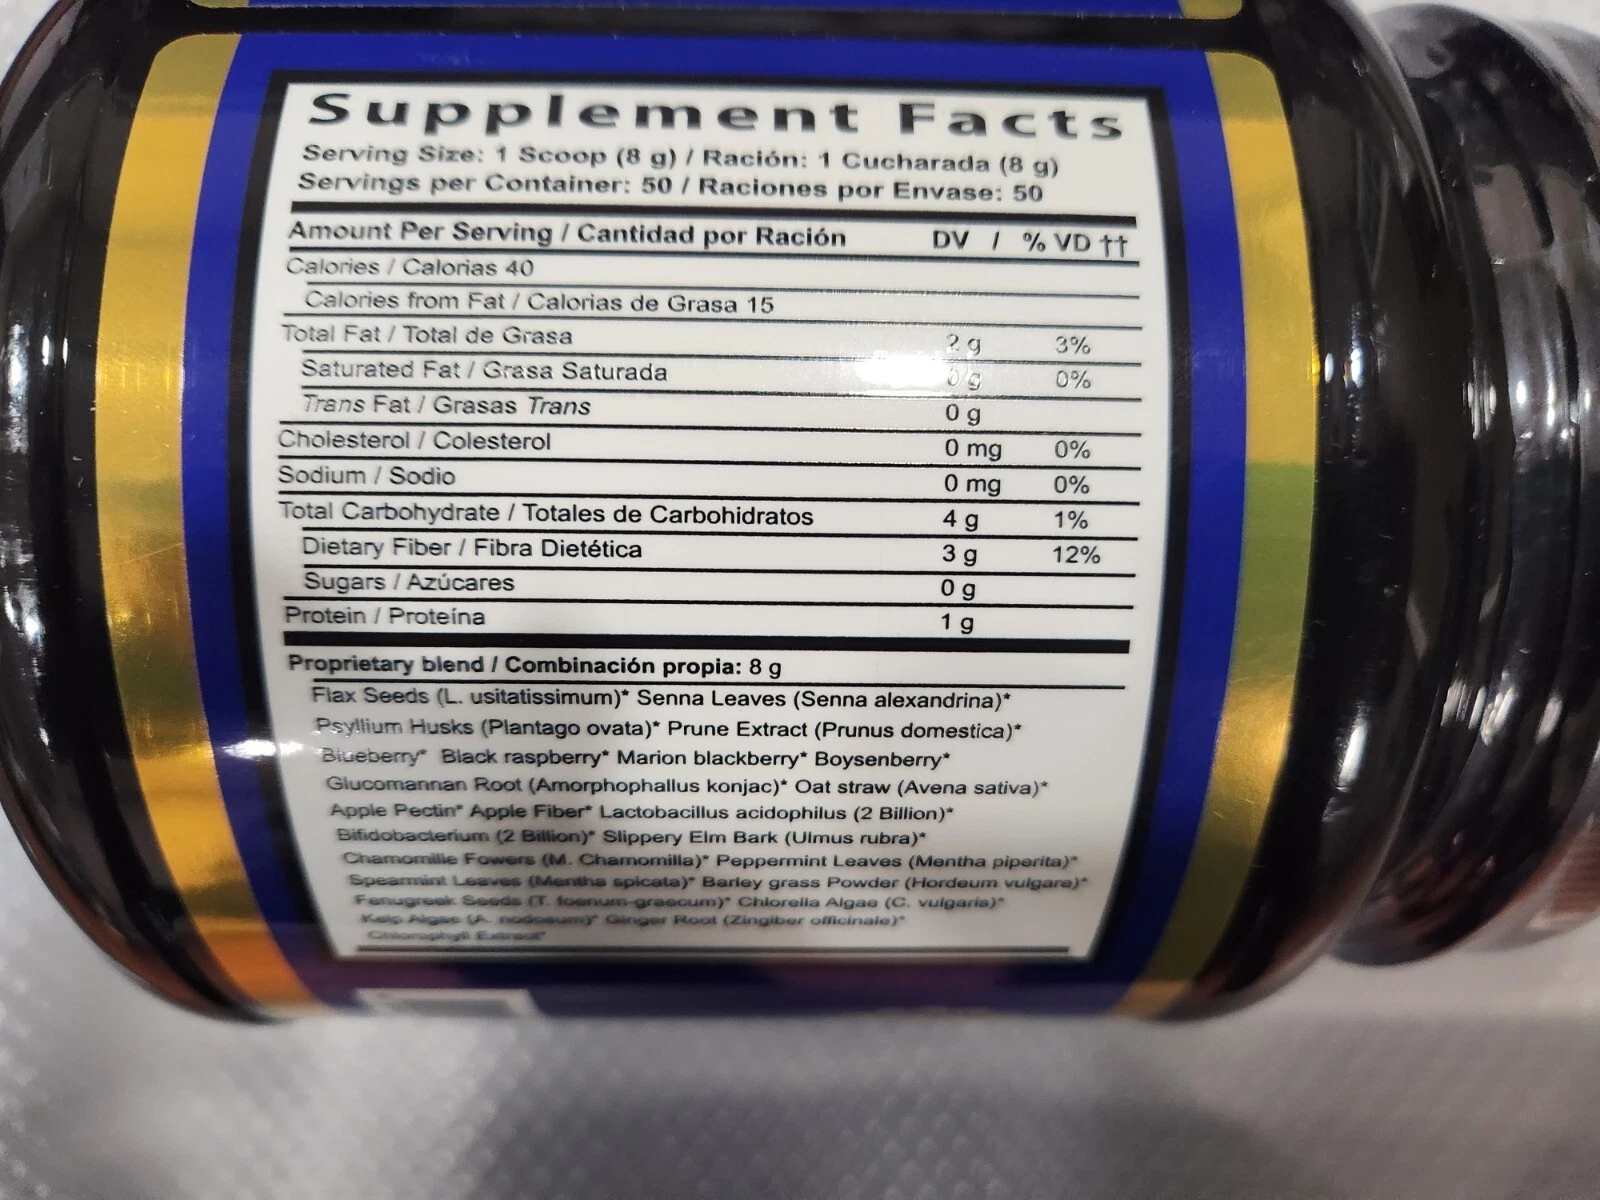 Supplement Facts
Serving Size: 1 Scoop (8 g) / Ración: 1 Cucharada (8 g)
Servings per Container: 50 / Raciones por Envase: 50
Amount Per Serving / Cantidad por Ración DV / % VD ††
Calories / Calorias 40
Calories from Fat / Calorias de Grasa 15
Total Fat / Total de Grasa 2 g 3%
Saturated Fat / Grasa Saturada 0 g 0%
Trans Fat / Grasas Trans 0 g
Cholesterol / Colesterol 0 mg 0%
Sodium / Sodio 0 mg 0%
Total Carbohydrate / Totales de Carbohidratos 4 g 1%
Dietary Fiber / Fibra Dietética 3 g 12%
Sugars / Azúcares 0 g
Protein / Proteína 1 g
Proprietary blend / Combinación propia: 8 g
Flax Seeds (L. usitatissimum)* Senna Leaves (Senna alexandrina)*
Psyllium Husks (Plantago ovata)* Prune Extract (Prunus domestica)*
Blueberry* Black raspberry* Marion blackberry* Boysenberry*
Glucomannan Root (Amorphophallus konjac)* Oat straw (Avena sativa)*
Apple Pectin* Apple Fiber* Lactobacillus acidophilus (2 Billion)*
Bifidobacterium (2 Billion)* Slippery Elm Bark (Ulmus rubra)*
Chamomille Fowers (M. Chamomilla)* Peppermint Leaves (Mentha piperita)*
Spearmint Leaves (Mentha spicata)* Barley grass Powder (Hordeum vulgare)*
Fenugreek Seeds (T. foenum-graecum)* Chlorella Algae (C. vulgaris)*
Kelp Algae (A. nodosum)* Ginger Root (Zingiber officinale)*
Chlorophyll Extract*